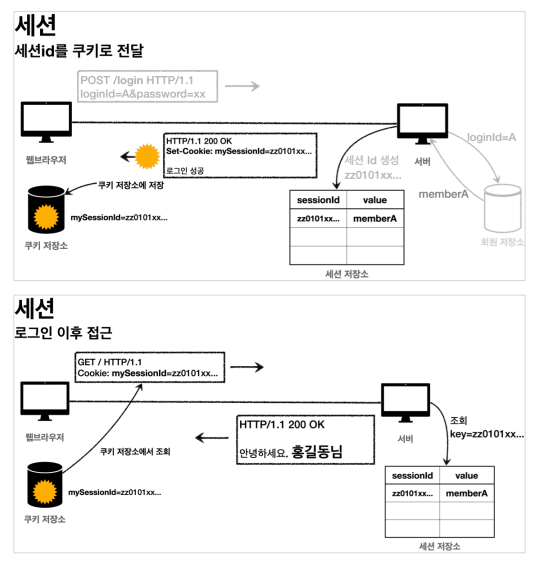 세션
세션id를 쿠키로 전달
POST /login HTTP/1.1
loginId=A&password=xx
웹브라우저
HTTP/1.1 200 OK
Set-Cookie: mySessionId=zz0101xx...
로그인 성공
서버
loginId=A
세션 Id 생성
zz0101xx...
memberA
쿠키 저장소에 저장
mySessionId=zz0101xx...
쿠키 저장소
sessionId value
zz0101xx... memberA
세션 저장소
회원 저장소
세션
로그인 이후 접근
GET / HTTP/1.1
Cookie: mySessionId=zz0101xx...
웹브라우저
서버
조회
key=zz0101xx...
HTTP/1.1 200 OK
안녕하세요. 홍길동님
쿠키 저장소에서 조회
mySessionId=zz0101xx...
쿠키 저장소
sessionId value
zz0101xx... memberA
세션 저장소